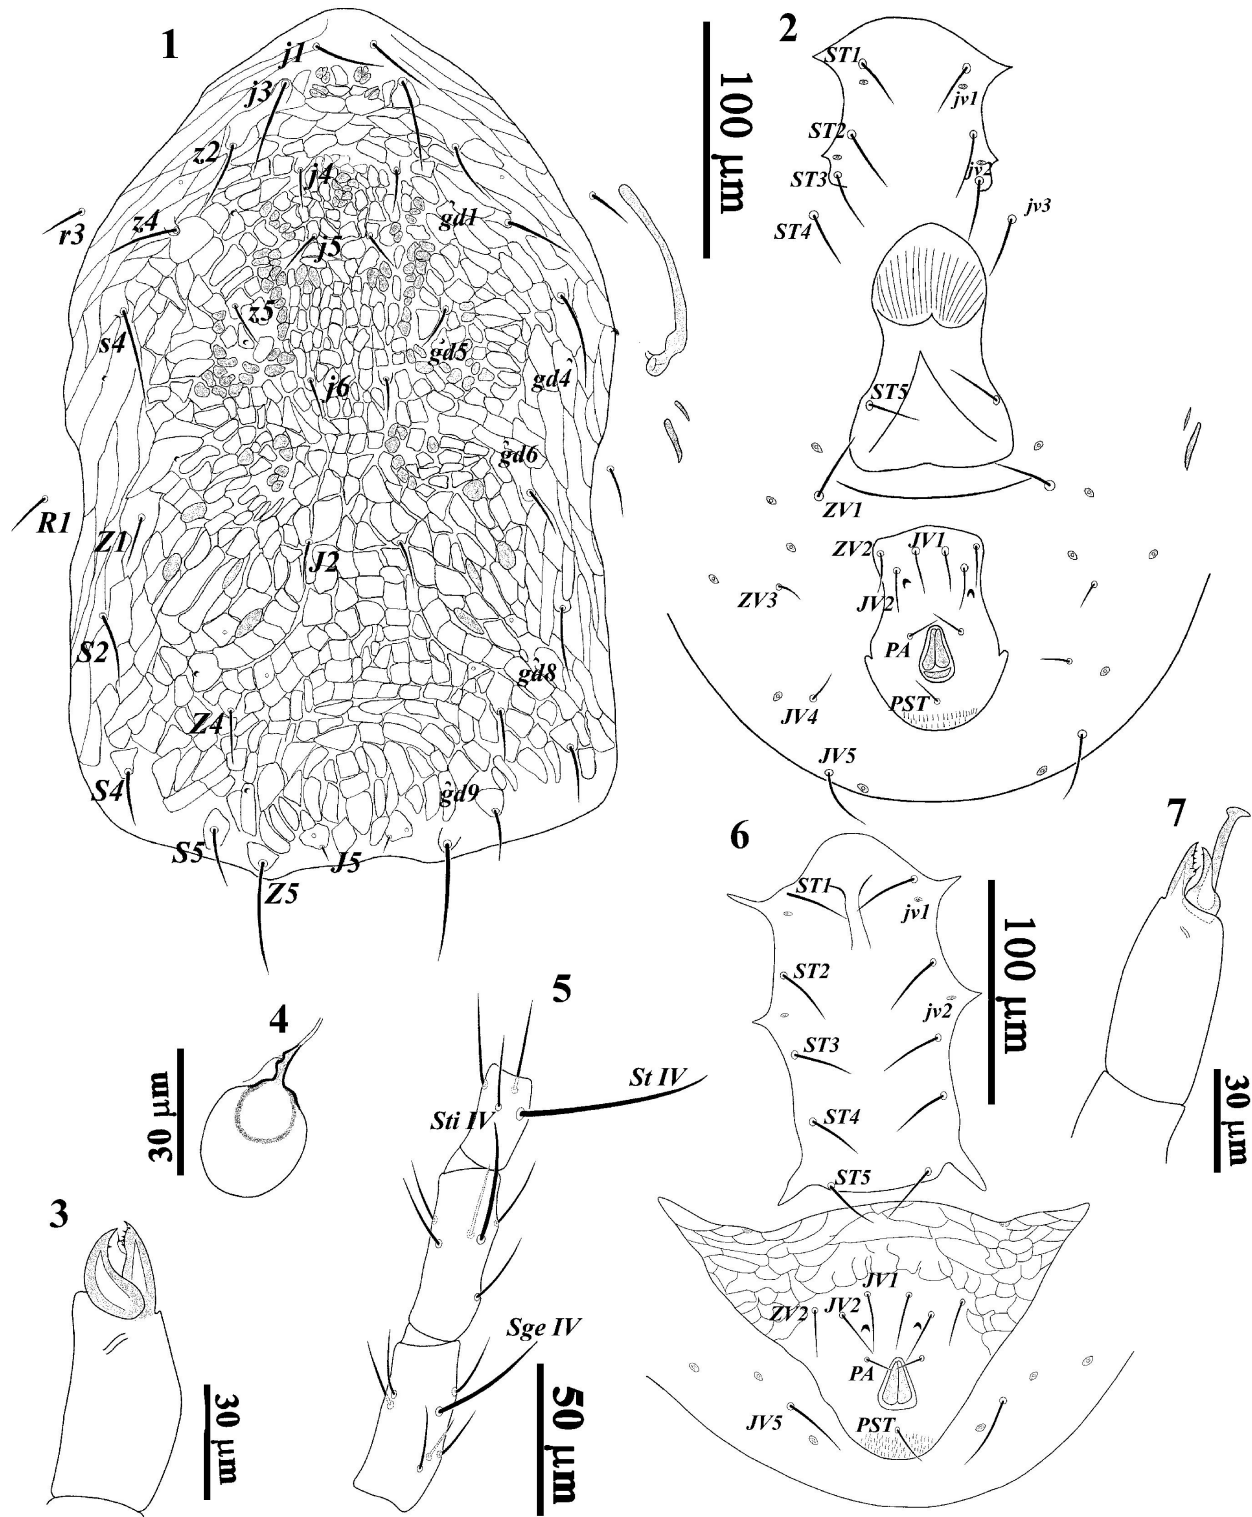 1
j1
j3
z2
j4
gd1
z4
r3
j5
z5
s4
gd5
gd4
j6
gd6
R1
Z1
J2
S2
gd8
Z4
S4
gd9
S5
J5
Z5
100 µm
2
ST1
jv1
ST2
jv2
ST3
jv3
ST4
ST5
ZV1
ZV2
JV1
ZV3
JV2
PA
PST
JV4
JV5
3
30 µm
4
30 µm
5
St IV
Sti IV
Sge IV
50 µm
6
ST1
jv1
ST2
jv2
ST3
ST4
ST5
JV1
JV2
ZV2
PA
JV5
PST
100 µm
7
30 µm